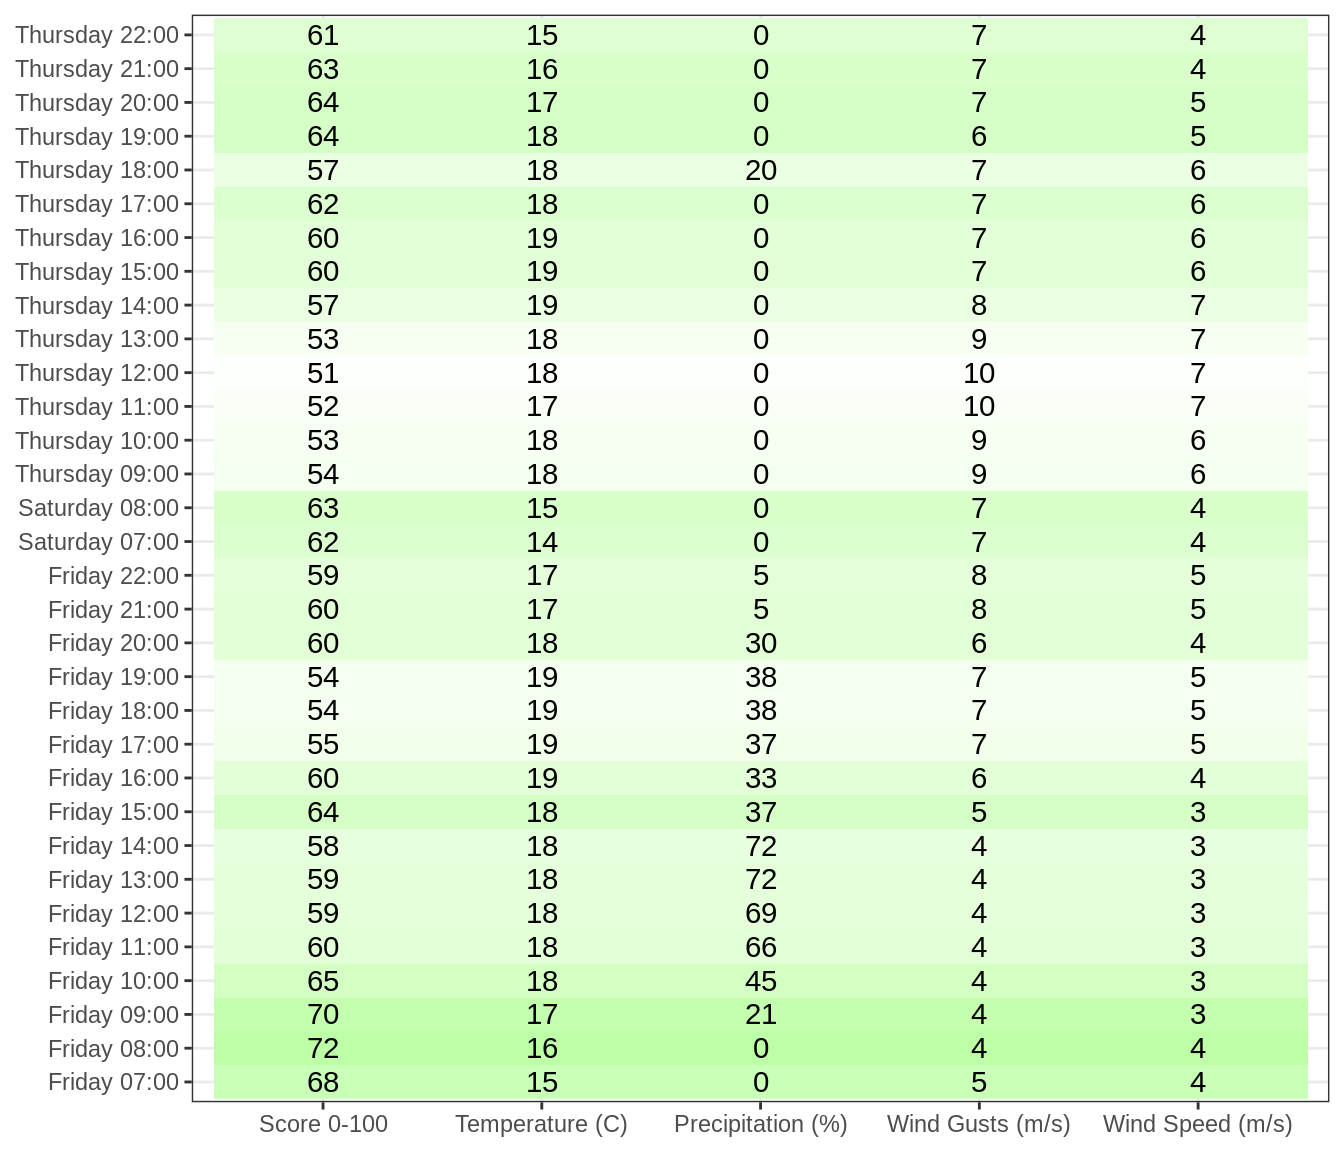 Thursday 22:00 61 15 0 7 4
Thursday 21:00 63 16 0 7 4
Thursday 20:00 64 17 0 7 5
Thursday 19:00 64 18 0 6 5
Thursday 18:00 57 18 20 7 6
Thursday 17:00 62 18 0 7 6
Thursday 16:00 60 19 0 7 6
Thursday 15:00 60 19 0 7 6
Thursday 14:00 57 19 0 8 7
Thursday 13:00 53 18 0 9 7
Thursday 12:00 51 18 0 10 7
Thursday 11:00 52 17 0 10 7
Thursday 10:00 53 18 0 9 6
Thursday 09:00 54 18 0 9 6
Saturday 08:00 63 15 0 7 4
Saturday 07:00 62 14 0 7 4
Friday 22:00 59 17 5 8 5
Friday 21:00 60 17 5 8 5
Friday 20:00 60 18 30 6 4
Friday 19:00 54 19 38 7 5
Friday 18:00 54 19 38 7 5
Friday 17:00 55 19 37 7 5
Friday 16:00 60 19 33 6 4
Friday 15:00 64 18 37 5 3
Friday 14:00 58 18 72 4 3
Friday 13:00 59 18 72 4 3
Friday 12:00 59 18 69 4 3
Friday 11:00 60 18 66 4 3
Friday 10:00 65 18 45 4 3
Friday 09:00 70 17 21 4 3
Friday 08:00 72 16 0 4 4
Friday 07:00 68 15 0 5 4
Score 0-100 Temperature (C) Precipitation (%) Wind Gusts (m/s) Wind Speed (m/s)